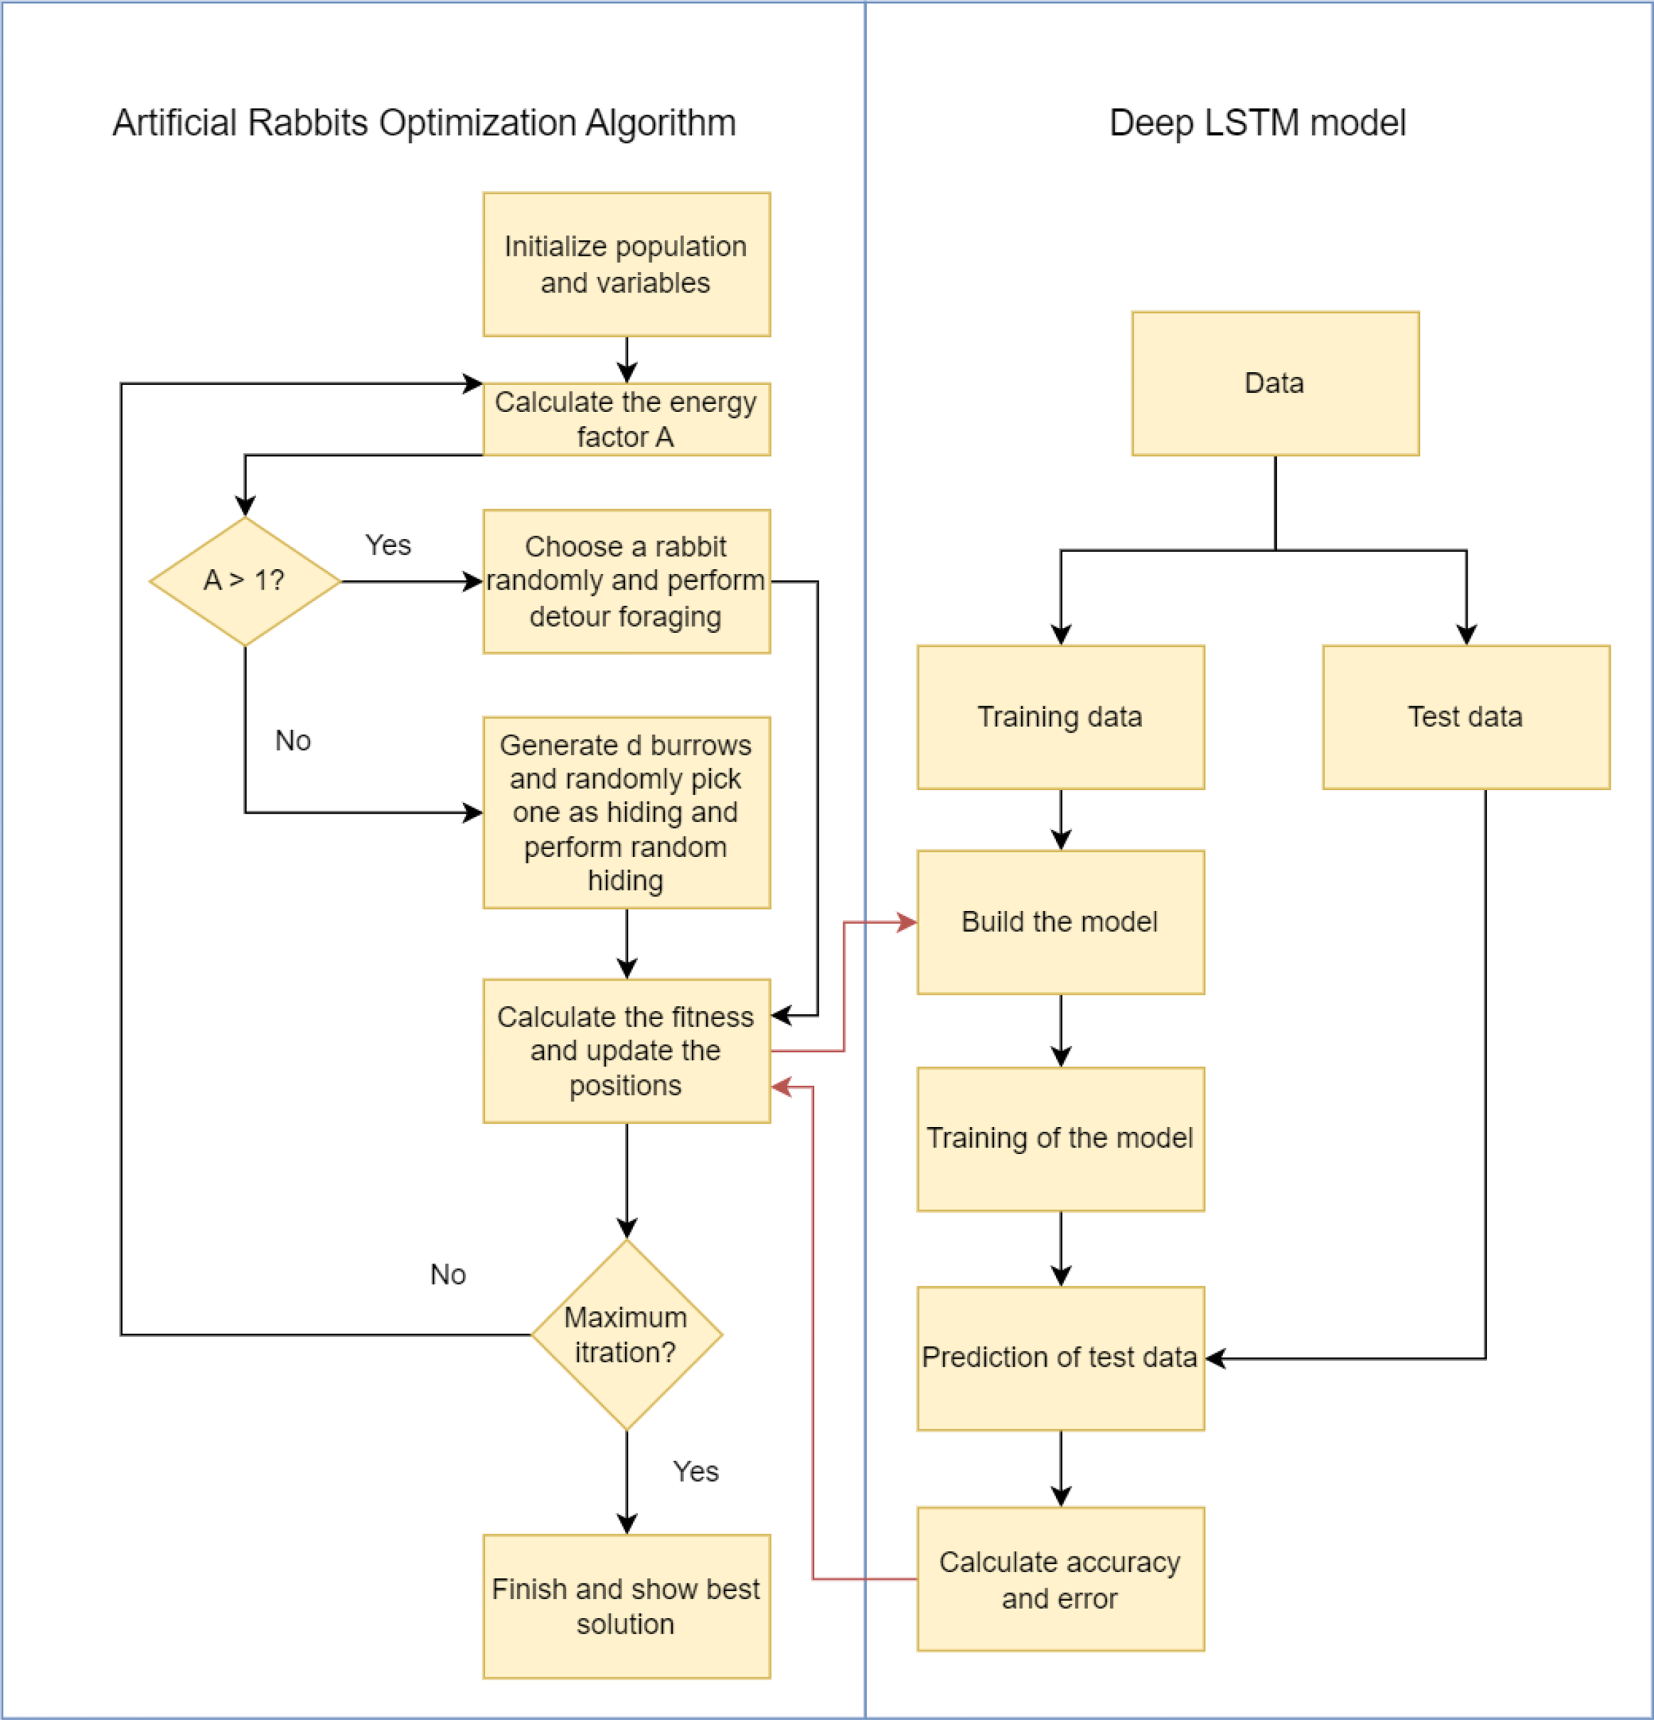 Artificial Rabbits Optimization Algorithm
Initialize population
and variables
Calculate the energy
factor A
A > 1?
Yes
Choose a rabbit
randomly and perform
detour foraging
No
Generate d burrows
and randomly pick
one as hiding and
perform random
hiding
Calculate the fitness
and update the
positions
No
Maximum
itration?
Yes
Finish and show best
solution
Deep LSTM model
Data
Training data
Test data
Build the model
Training of the model
Prediction of test data
Calculate accuracy
and error